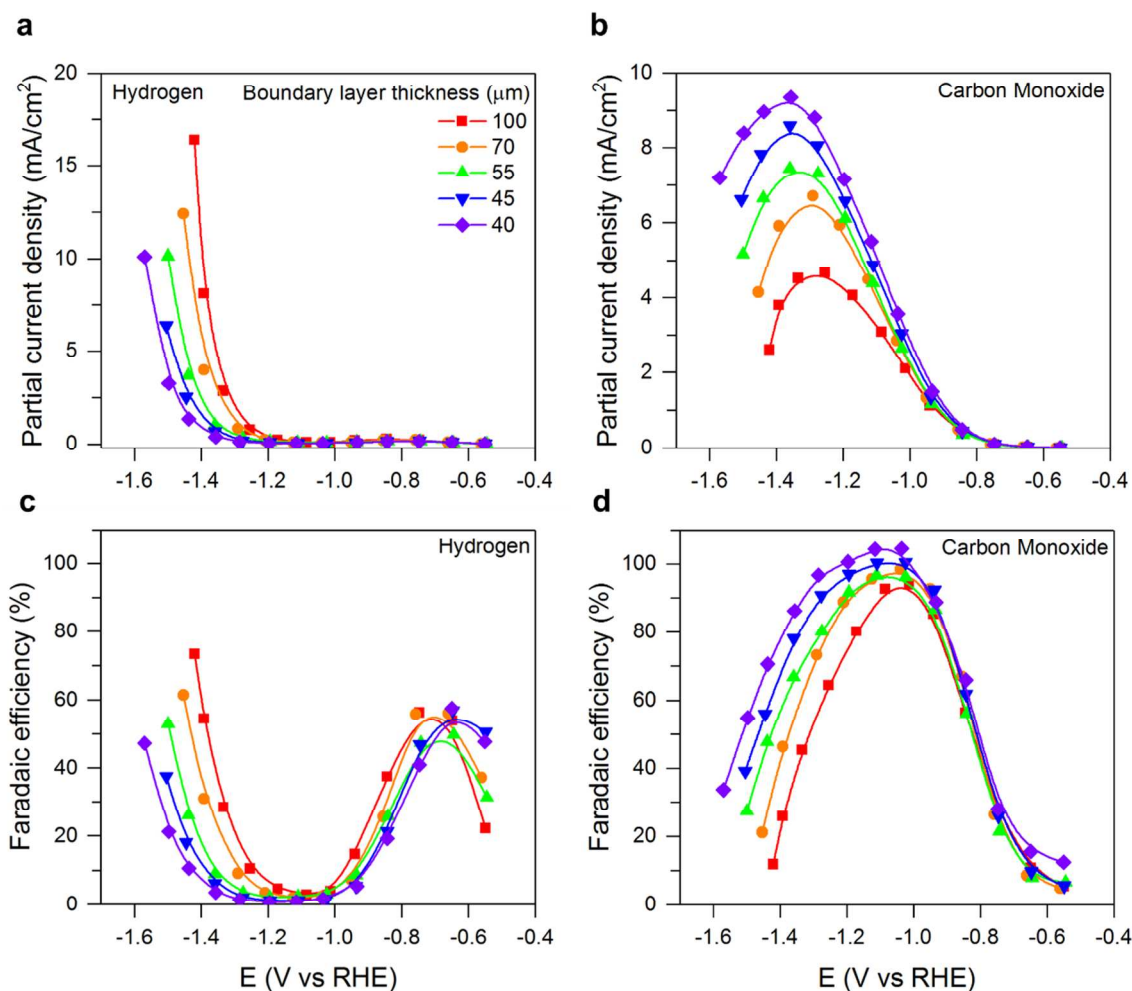 a
b
Hydrogen
Boundary layer thickness (μm)
100
70
55
45
40
Carbon Monoxide
Partial current density (mA/cm²)
20
15
10
5
0
-1.6 -1.4 -1.2 -1.0 -0.8 -0.6 -0.4
Partial current density (mA/cm²)
10
8
6
4
2
0
-1.6 -1.4 -1.2 -1.0 -0.8 -0.6 -0.4
c
d
Hydrogen
Carbon Monoxide
Faradaic efficiency (%)
100
80
60
40
20
0
-1.6 -1.4 -1.2 -1.0 -0.8 -0.6 -0.4
E (V vs RHE)
Faradaic efficiency (%)
100
80
60
40
20
0
-1.6 -1.4 -1.2 -1.0 -0.8 -0.6 -0.4
E (V vs RHE)